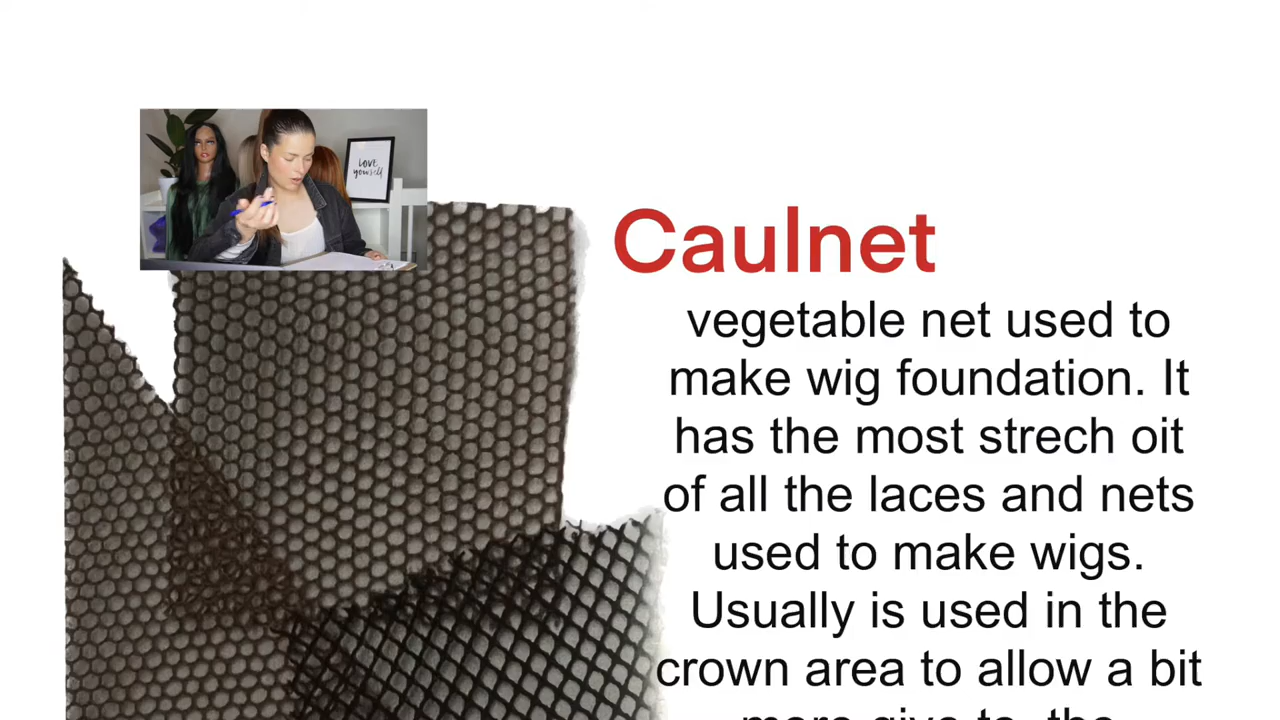 LOVE
yourself
Caulnet
vegetable net used to
make wig foundation. It
has the most strech oit
of all the laces and nets
used to make wigs.
Usually is used in the
crown area to allow a bit
more give to the